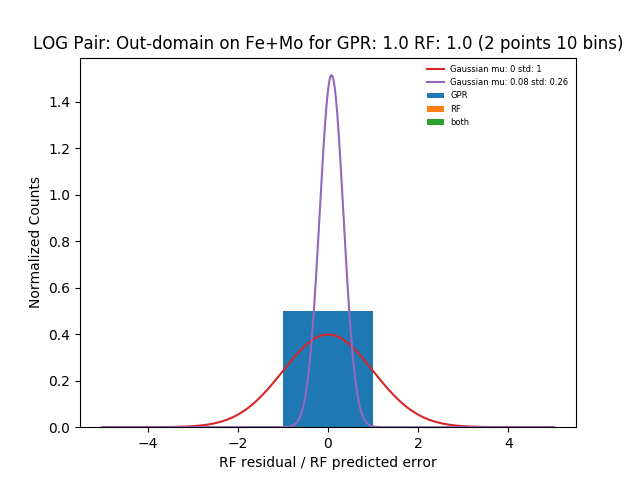 LOG Pair: Out-domain on Fe+Mo for GPR: 1.0 RF: 1.0 (2 points 10 bins)
Gaussian mu: 0 std: 1
Gaussian mu: 0.08 std: 0.26
GPR
RF
both
Normalized Counts
1.4
1.2
1.0
0.8
0.6
0.4
0.2
0.0
−4
−2
0
2
4
RF residual / RF predicted error